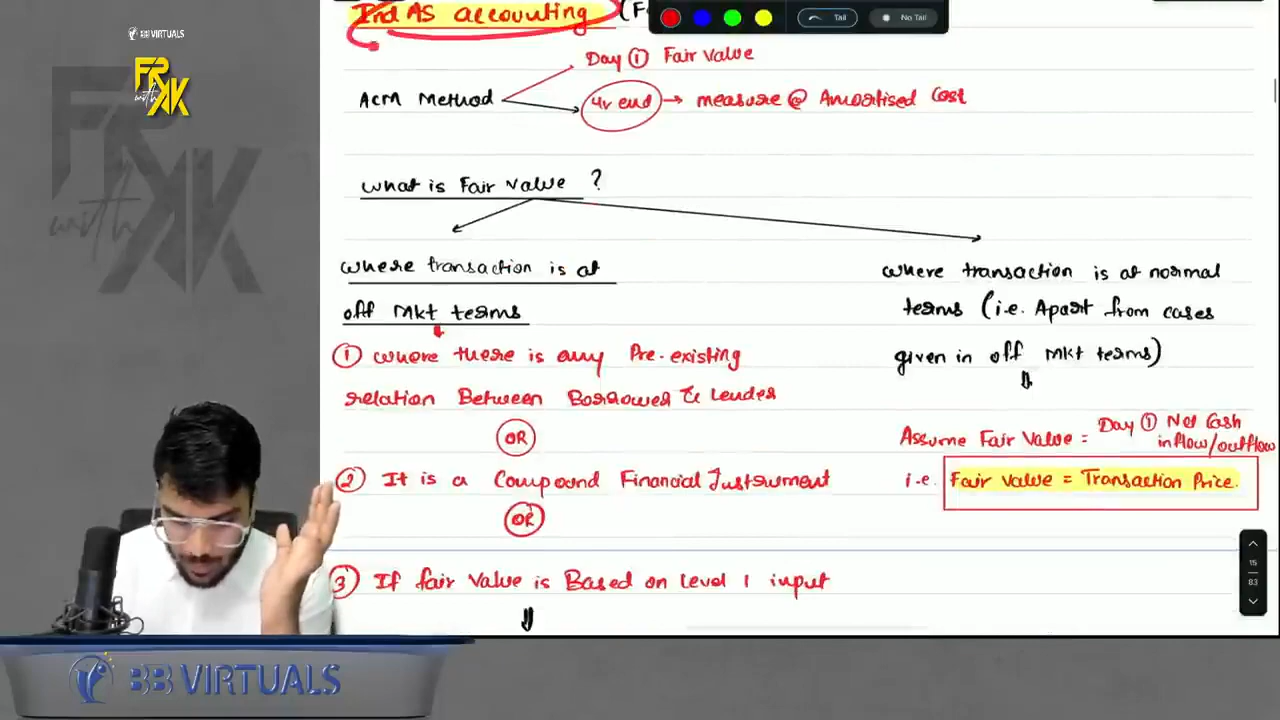 Ind AS accounting (F
Tail
No Tail
BB VIRTUALS
FR with KK
Day ① Fair Value
ACM Method
Yr end → measure @ Amortised Cost
What is Fair Value ?
where transaction is at
off Mkt terms
① where there is any Pre-existing
relation Between Borrower & lender
OR
② It is a Compound Financial Instrument
OR
③ If fair value is Based on level 1 input
where transaction is at normal
terms (i.e. Apart from cases
given in off Mkt terms)
Assume Fair Value = Day ① Net Cash
inflow/outflow
i.e. Fair Value = Transaction Price.
15
83
BB VIRTUALS